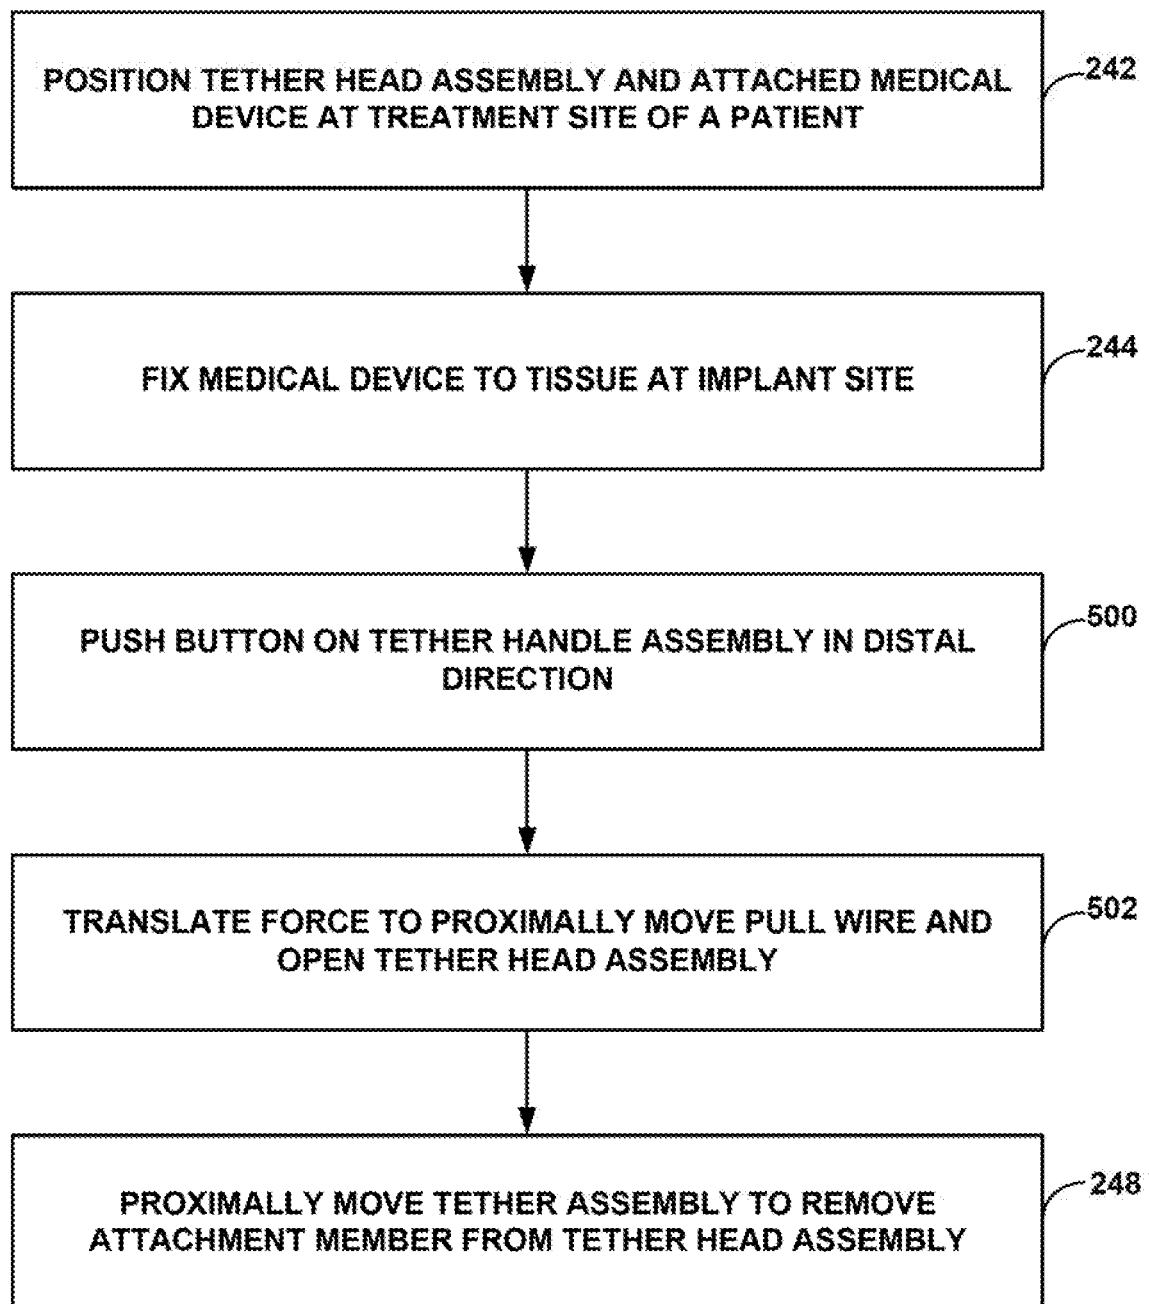 POSITION TETHER HEAD ASSEMBLY AND ATTACHED MEDICAL
DEVICE AT TREATMENT SITE OF A PATIENT
242
FIX MEDICAL DEVICE TO TISSUE AT IMPLANT SITE
244
PUSH BUTTON ON TETHER HANDLE ASSEMBLY IN DISTAL
DIRECTION
500
TRANSLATE FORCE TO PROXIMALLY MOVE PULL WIRE AND
OPEN TETHER HEAD ASSEMBLY
502
PROXIMALLY MOVE TETHER ASSEMBLY TO REMOVE
ATTACHMENT MEMBER FROM TETHER HEAD ASSEMBLY
248